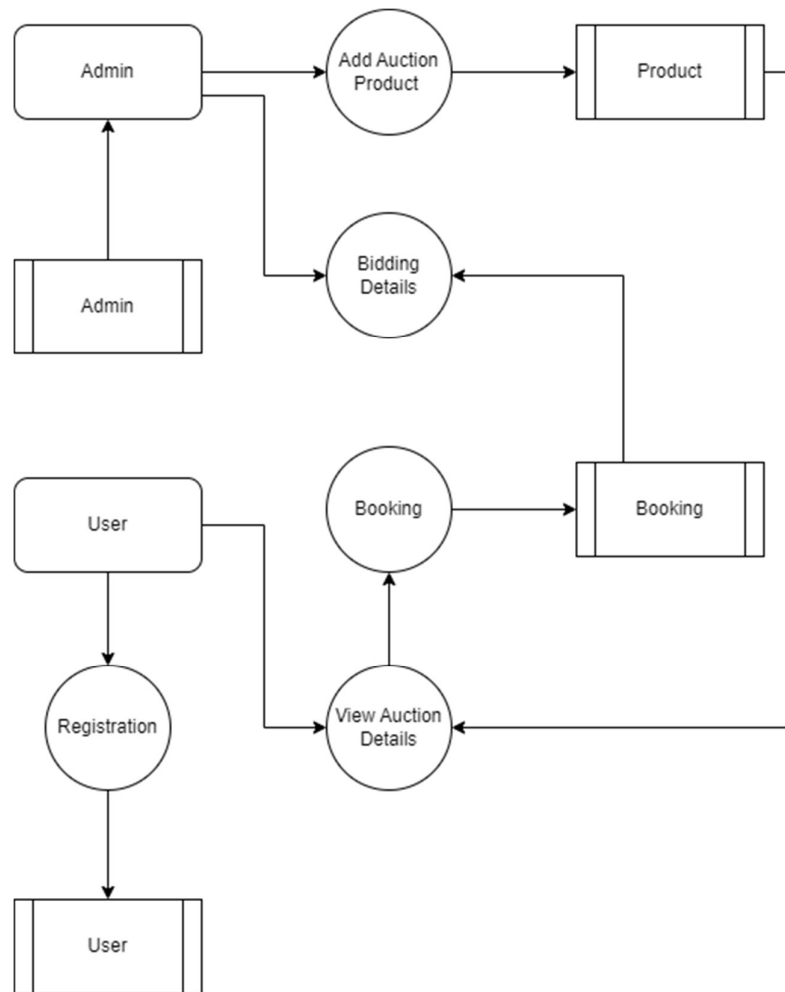 Admin
Add Auction
Product
Product
Admin
Bidding
Details
User
Booking
Booking
Registration
View Auction
Details
User